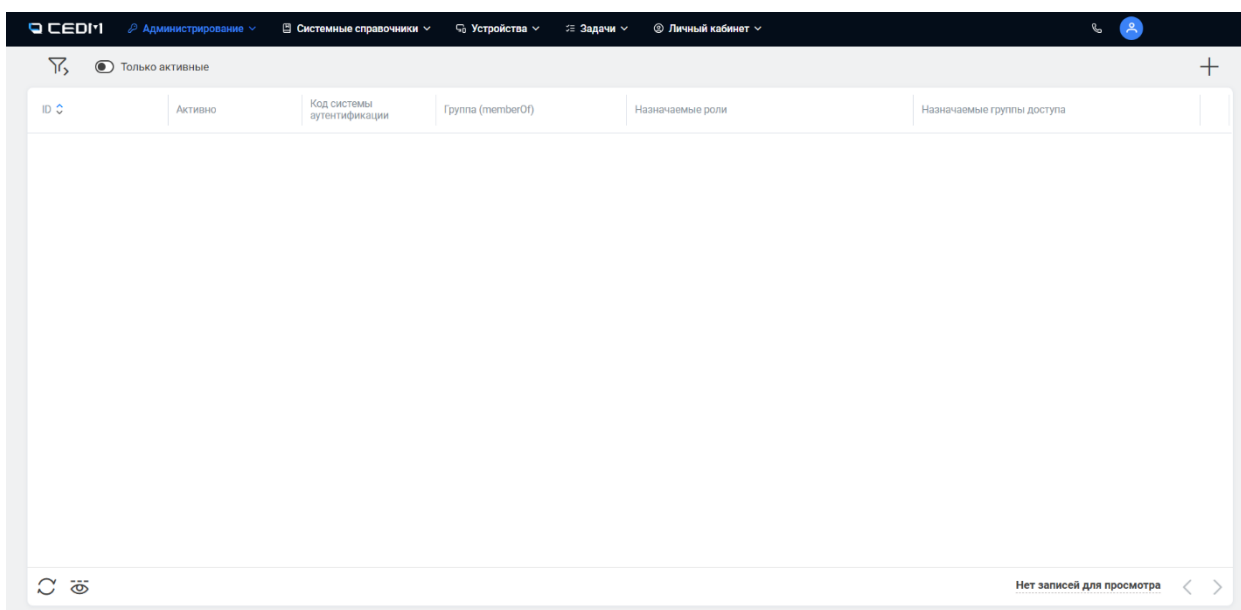 CEDM Администрирование Системные справочники Устройства Задачи Личный кабинет
Только активные
ID Активно Код системы аутентификации Группа (memberOf) Назначаемые роли Назначаемые группы доступа
Нет записей для просмотра